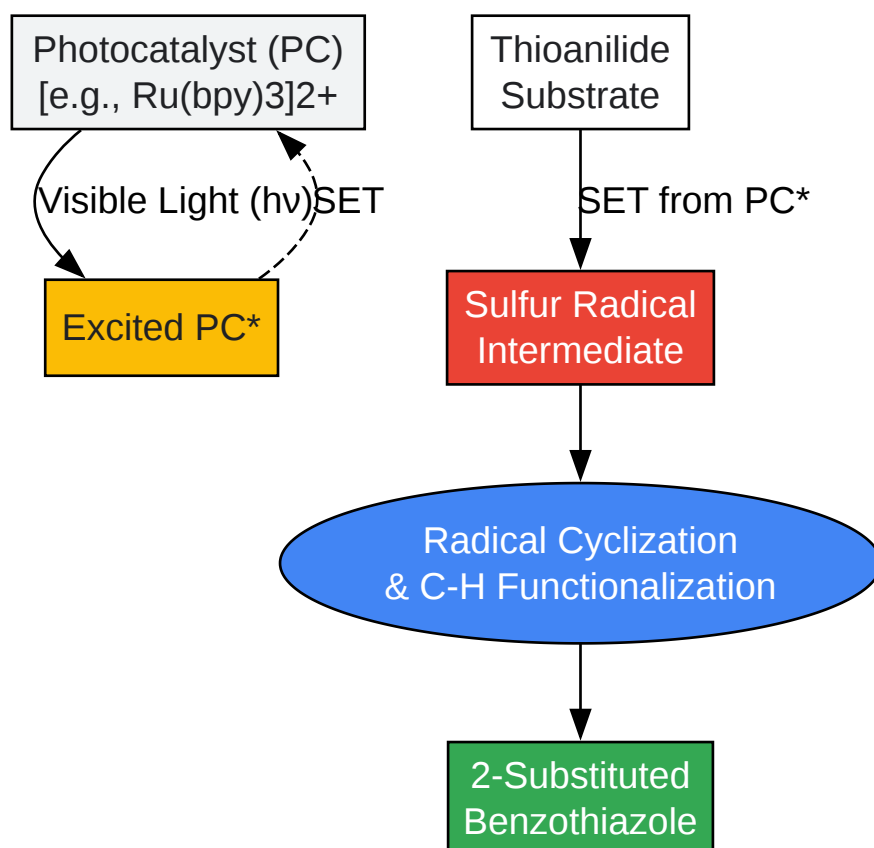 Photocatalyst (PC)
[e.g., Ru(bpy)3]2+
Thioanilide
Substrate
Visible Light (hν)
SET
SET from PC*
Excited PC*
Sulfur Radical
Intermediate
Radical Cyclization
& C-H Functionalization
2-Substituted
Benzothiazole